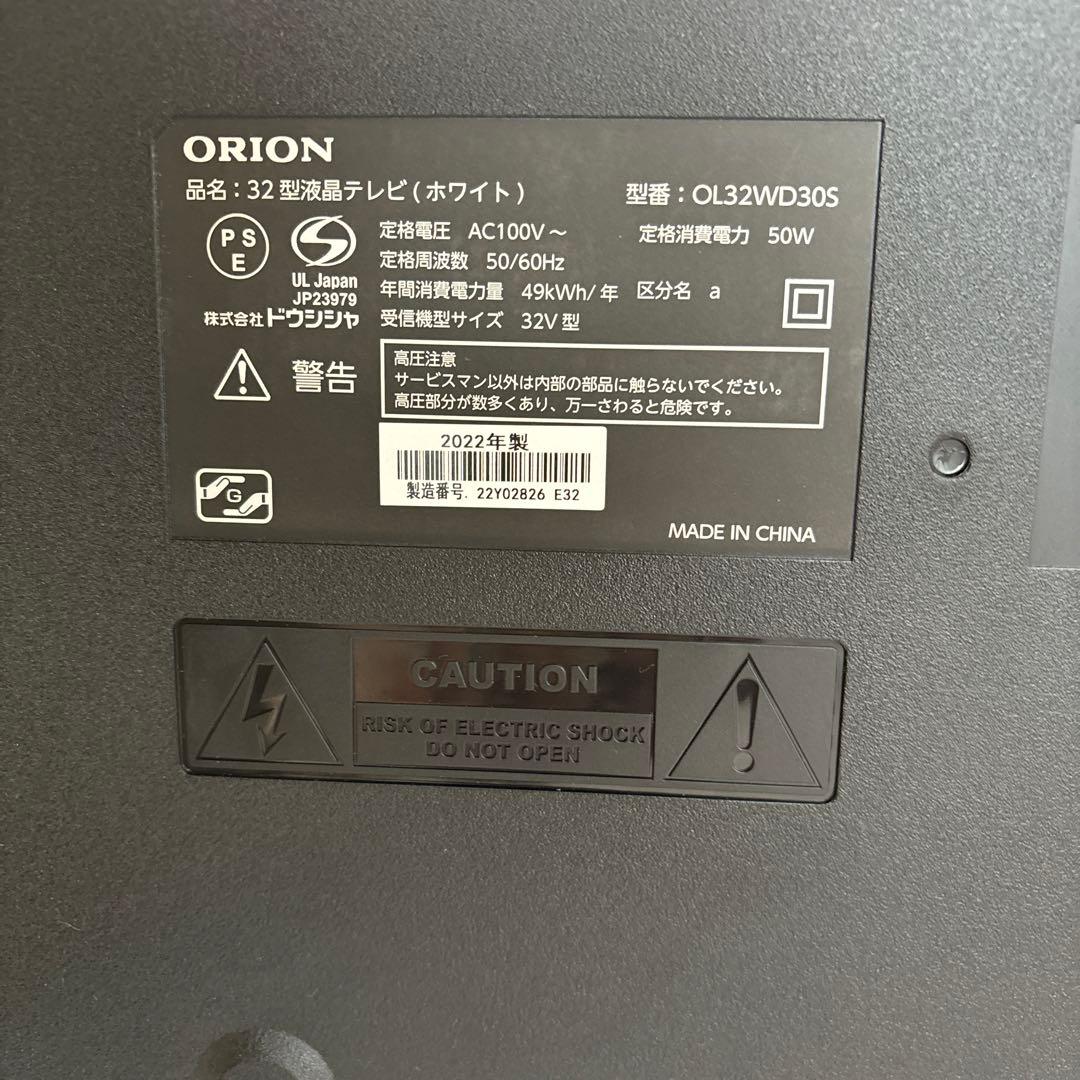 ORION
品名：32型液晶テレビ(ホワイト) 型番：OL32WD30S
PS
E
S
UL Japan
JP23979
株式会社ドウシシャ
定格電圧 AC100V～ 定格消費電力 50W
定格周波数 50/60Hz
年間消費電力量 49kWh/年 区分名 a
受信機型サイズ 32V型
警告
高圧注意
サービスマン以外は内部の部品に触らないでください。
高圧部分が数多くあり、万一さわると危険です。
2022年製
製造番号. 22Y02826 E32
G
MADE IN CHINA
CAUTION
RISK OF ELECTRIC SHOCK
DO NOT OPEN